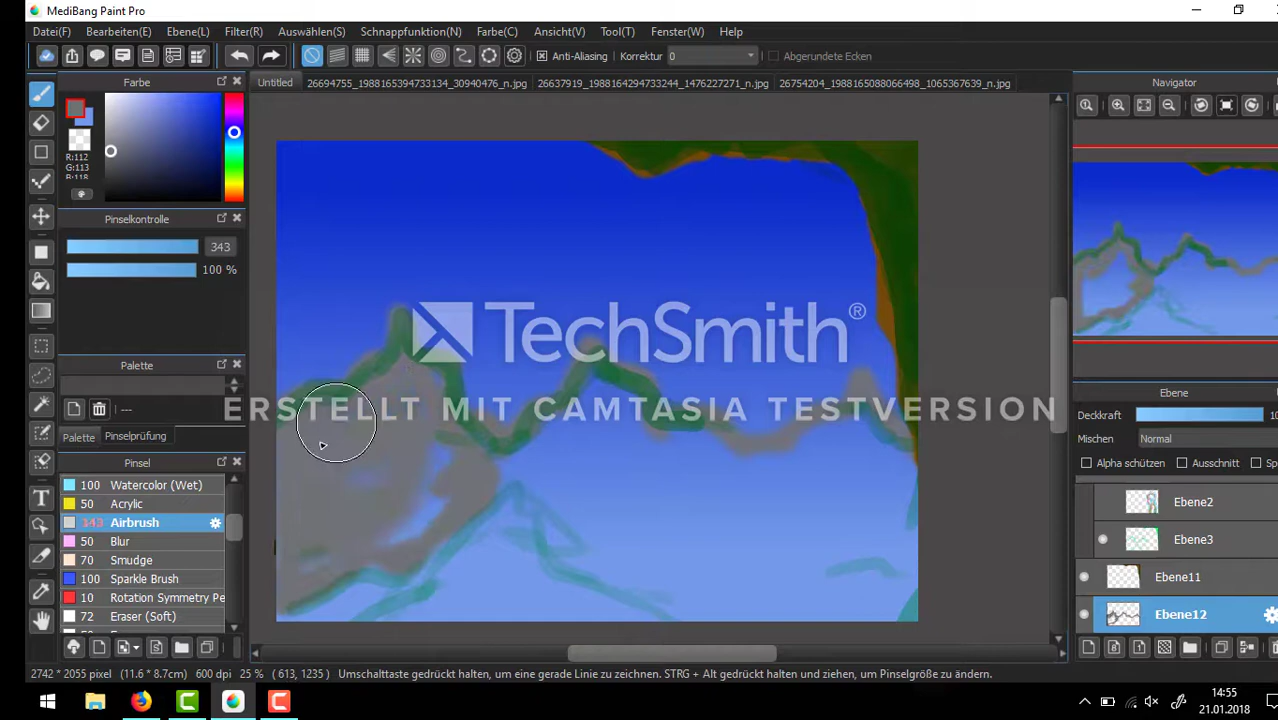 MediBang Paint Pro
Datei(F) Bearbeiten(E) Ebene(L) Filter(R) Auswählen(S) Schnappfunktion(N) Farbe(C) Ansicht(V) Tool(T) Fenster(W) Help
Anti-Aliasing Korrektur 0 Abgerundete Ecken
Farbe
Untitled 26694755_1988165394733134_30940476_n.jpg 26637919_1988164294733244_1476227271_n.jpg 26754204_1988165088066498_1065367639_n.jpg
Navigator
R:112
G:113
B:118
Pinselkontrolle
343
100 %
TechSmith®
ERSTELLT MIT CAMTASIA TESTVERSION
Palette
---
Palette Pinselprüfung
Pinsel
100 Watercolor (Wet)
50 Acrylic
343 Airbrush
50 Blur
70 Smudge
100 Sparkle Brush
10 Rotation Symmetry Pe
72 Eraser (Soft)
Ebene
Deckkraft 10
Mischen Normal
Alpha schützen Ausschnitt Sp
Ebene2
Ebene3
Ebene11
Ebene12
2742 * 2055 pixel (11.6 * 8.7cm) 600 dpi 25 % ( 613, 1235 ) Umschalttaste gedrückt halten, um eine gerade Linie zu zeichnen. STRG + Alt gedrückt halten und ziehen, um Pinselgröße zu ändern.
14:55
21.01.2018